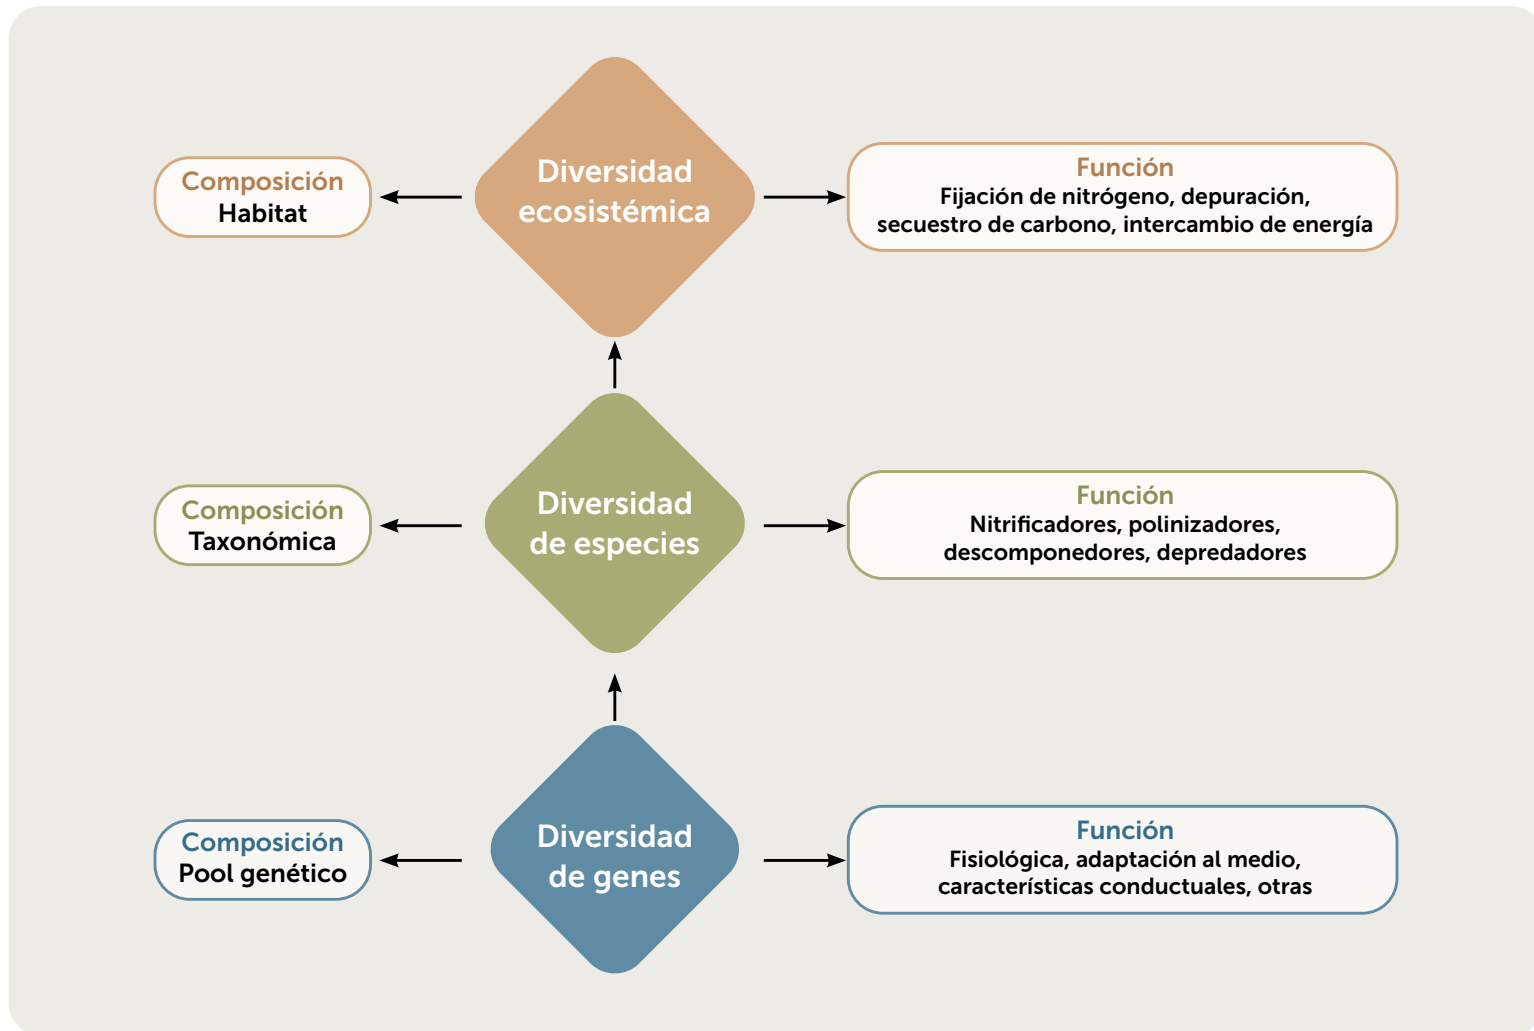 Diversidad
ecosistémica
Composición
Habitat
Función
Fijación de nitrógeno, depuración,
secuestro de carbono, intercambio de energía
Diversidad
de especies
Composición
Taxonómica
Función
Nitrificadores, polinizadores,
descomponedores, depredadores
Diversidad
de genes
Composición
Pool genético
Función
Fisiológica, adaptación al medio,
características conductuales, otras